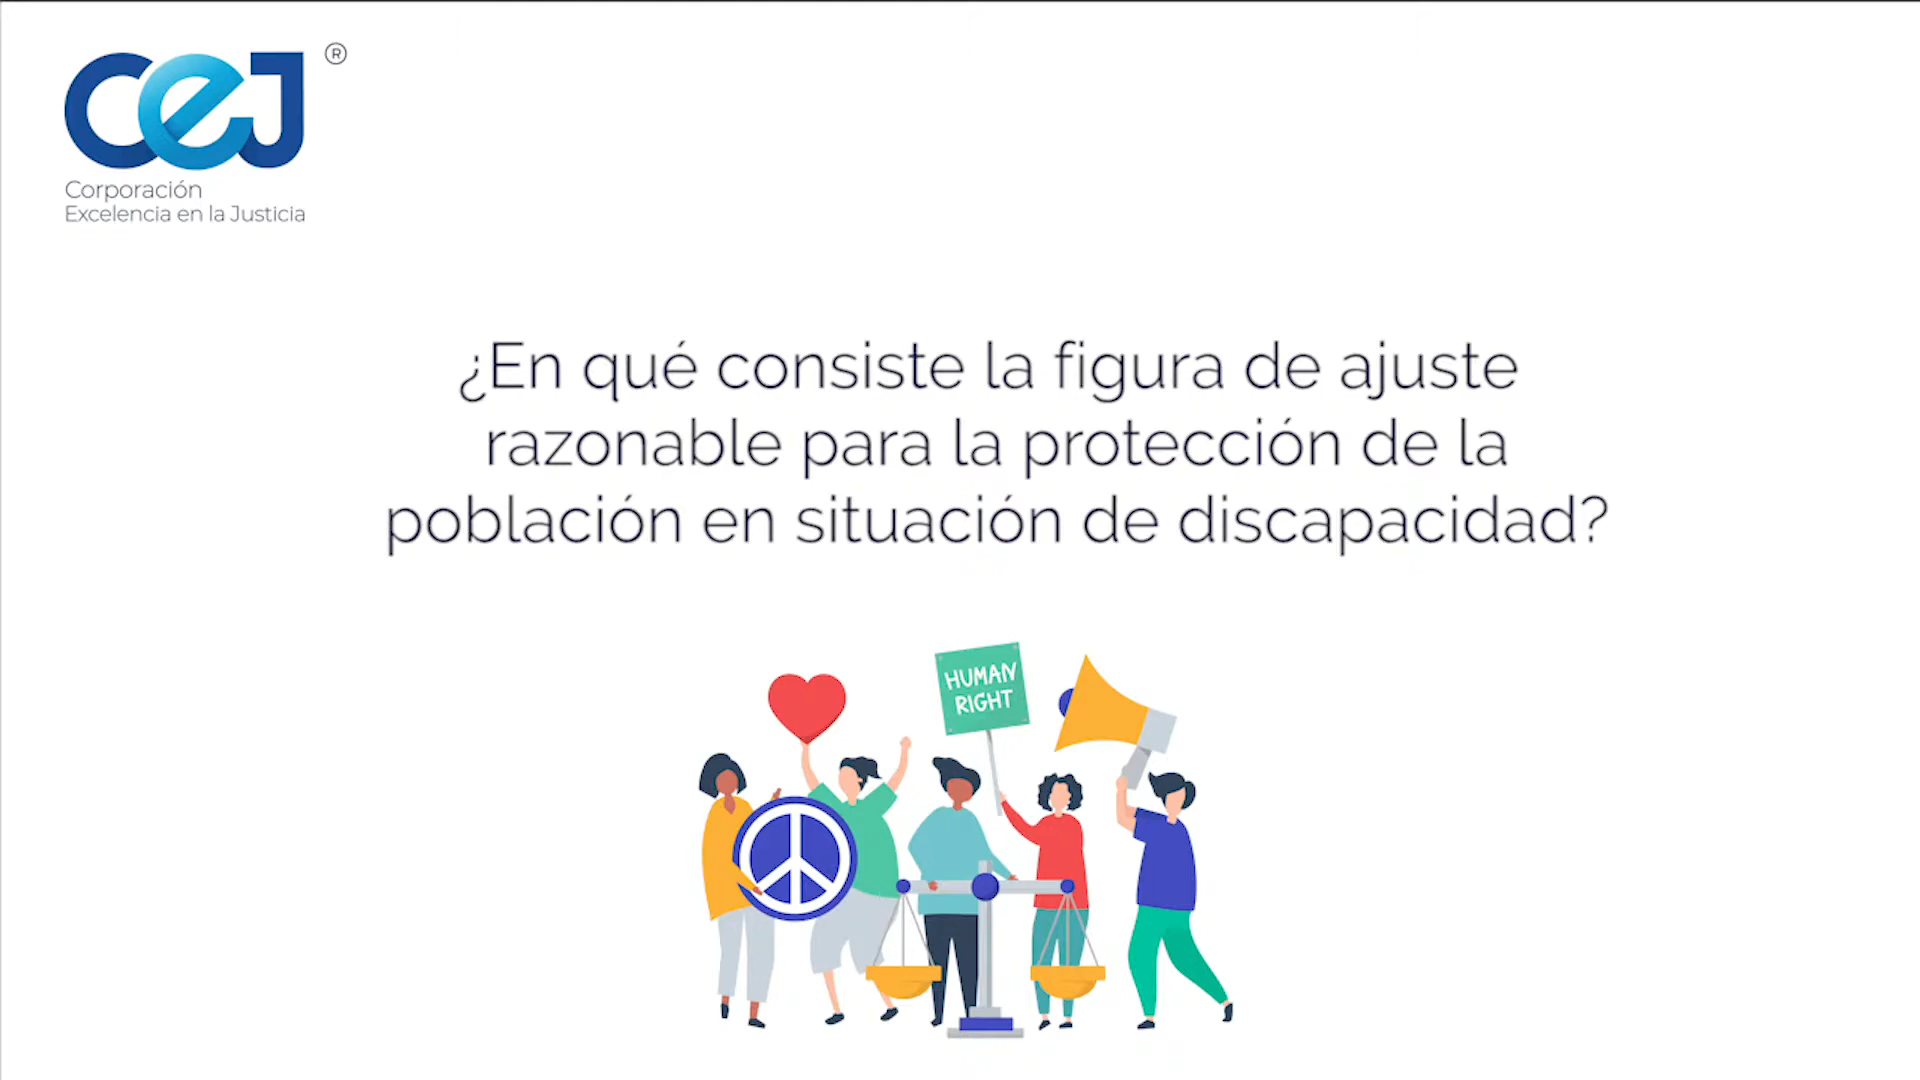 CeJ ®
Corporación
Excelencia en la Justicia
¿En qué consiste la figura de ajuste
razonable para la protección de la
población en situación de discapacidad?
HUMAN
RIGHT